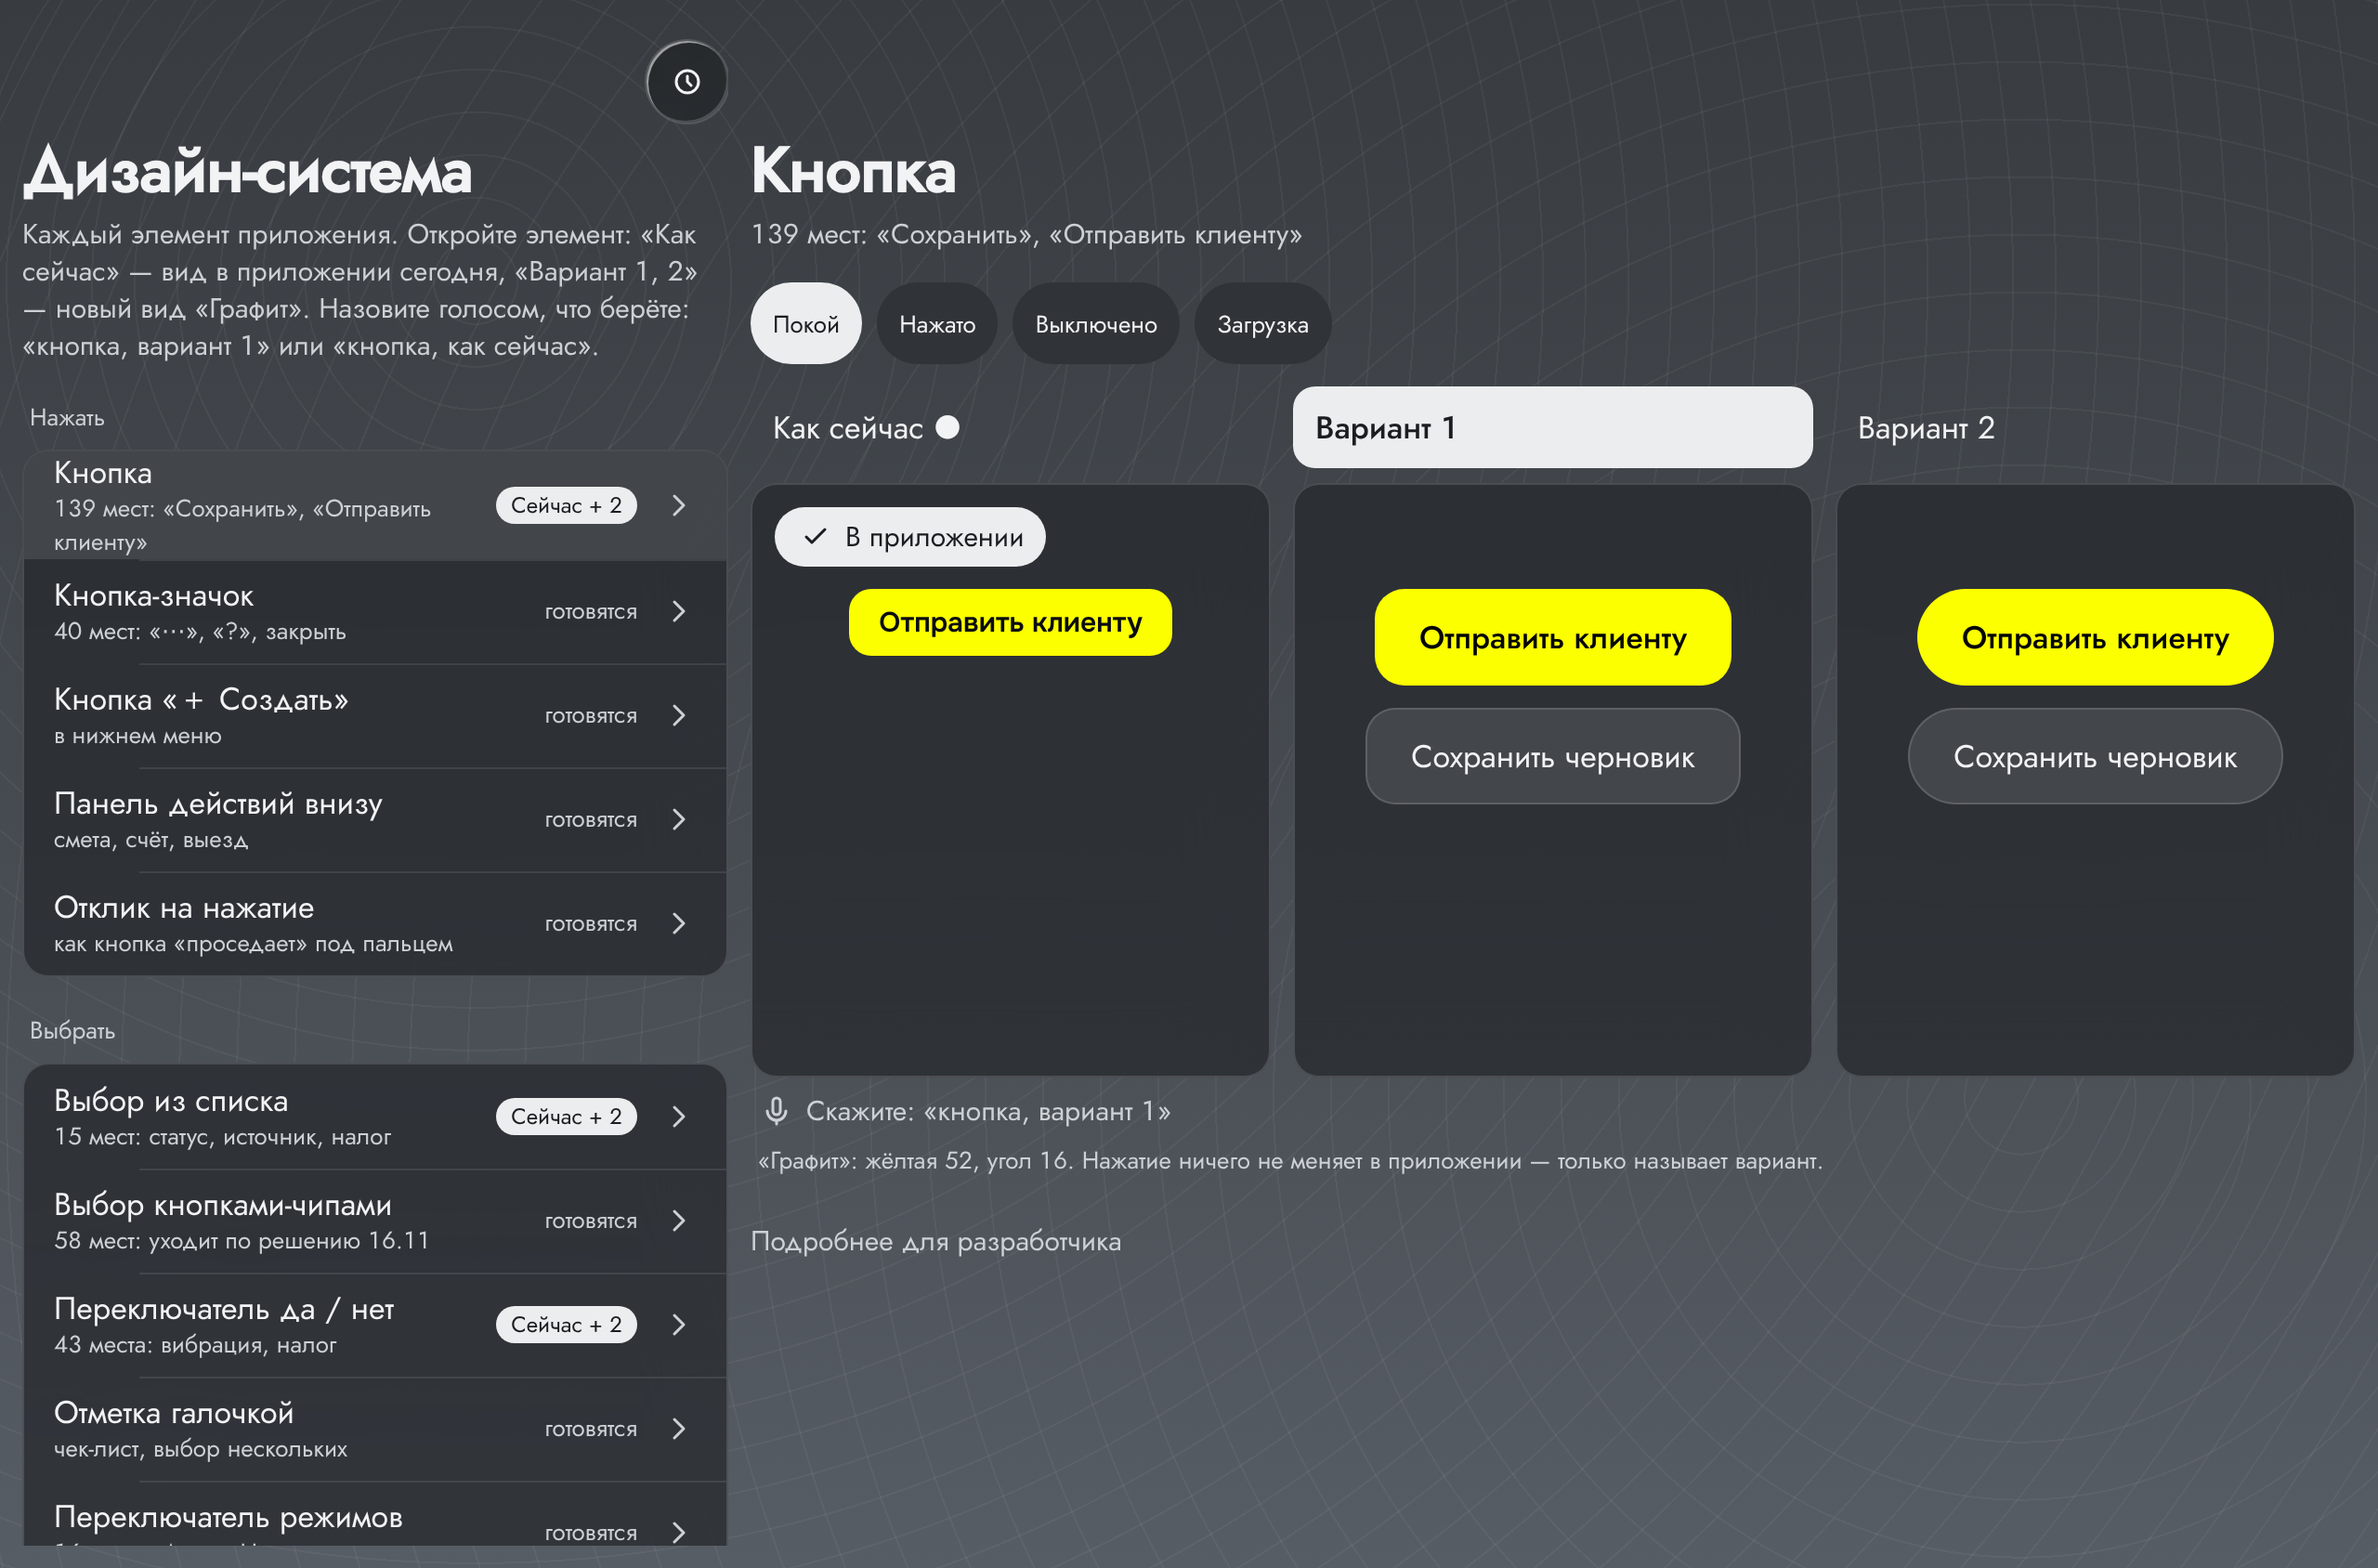 Дизайн-система
Каждый элемент приложения. Откройте элемент: «Как
сейчас» — вид в приложении сегодня, «Вариант 1, 2»
— новый вид «Графит». Назовите голосом, что берёте:
«кнопка, вариант 1» или «кнопка, как сейчас».
Нажать
Кнопка
139 мест: «Сохранить», «Отправить
клиенту»
Сейчас + 2
Кнопка-значок
40 мест: «···», «?», закрыть
готовятся
Кнопка «+ Создать»
в нижнем меню
готовятся
Панель действий внизу
смета, счёт, выезд
готовятся
Отклик на нажатие
как кнопка «проседает» под пальцем
готовятся
Выбрать
Выбор из списка
15 мест: статус, источник, налог
Сейчас + 2
Выбор кнопками-чипами
58 мест: уходит по решению 16.11
готовятся
Переключатель да / нет
43 места: вибрация, налог
Сейчас + 2
Отметка галочкой
чек-лист, выбор нескольких
готовятся
Переключатель режимов
готовятся
Кнопка
139 мест: «Сохранить», «Отправить клиенту»
Покой
Нажато
Выключено
Загрузка
Как сейчас
Вариант 1
Вариант 2
В приложении
Отправить клиенту
Отправить клиенту
Сохранить черновик
Отправить клиенту
Сохранить черновик
Скажите: «кнопка, вариант 1»
«Графит»: жёлтая 52, угол 16. Нажатие ничего не меняет в приложении — только называет вариант.
Подробнее для разработчика